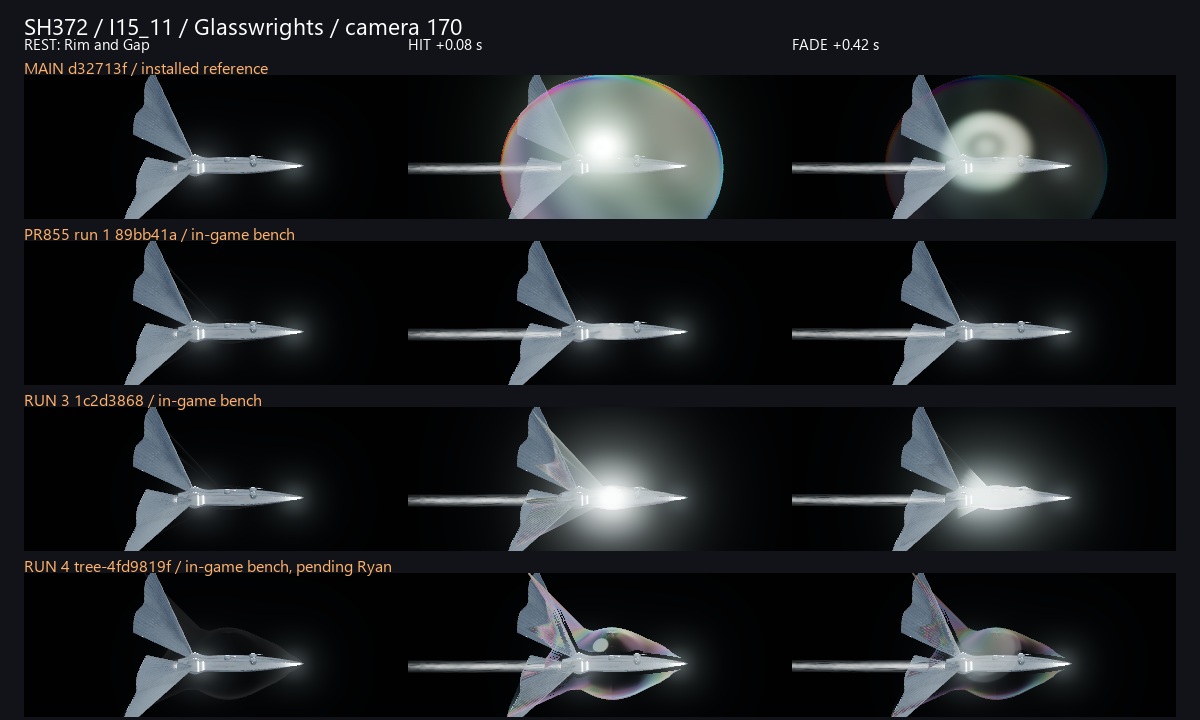 SH372 / I15_11 / Glasswrights / camera 170
REST: Rim and Gap
HIT +0.08 s
FADE +0.42 s
MAIN d32713f / installed reference
PR855 run 1 89bb41a / in-game bench
RUN 3 1c2d3868 / in-game bench
RUN 4 tree-4fd9819f / in-game bench, pending Ryan